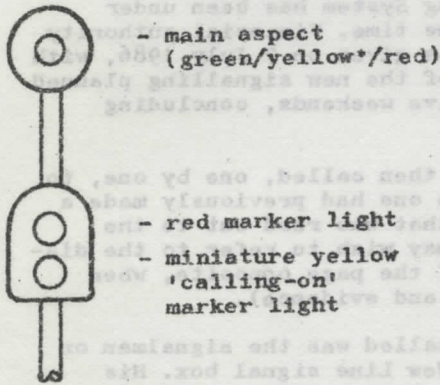 - main aspect
(green/yellow*/red)
- red marker light
- miniature yellow
'calling-on'
marker light